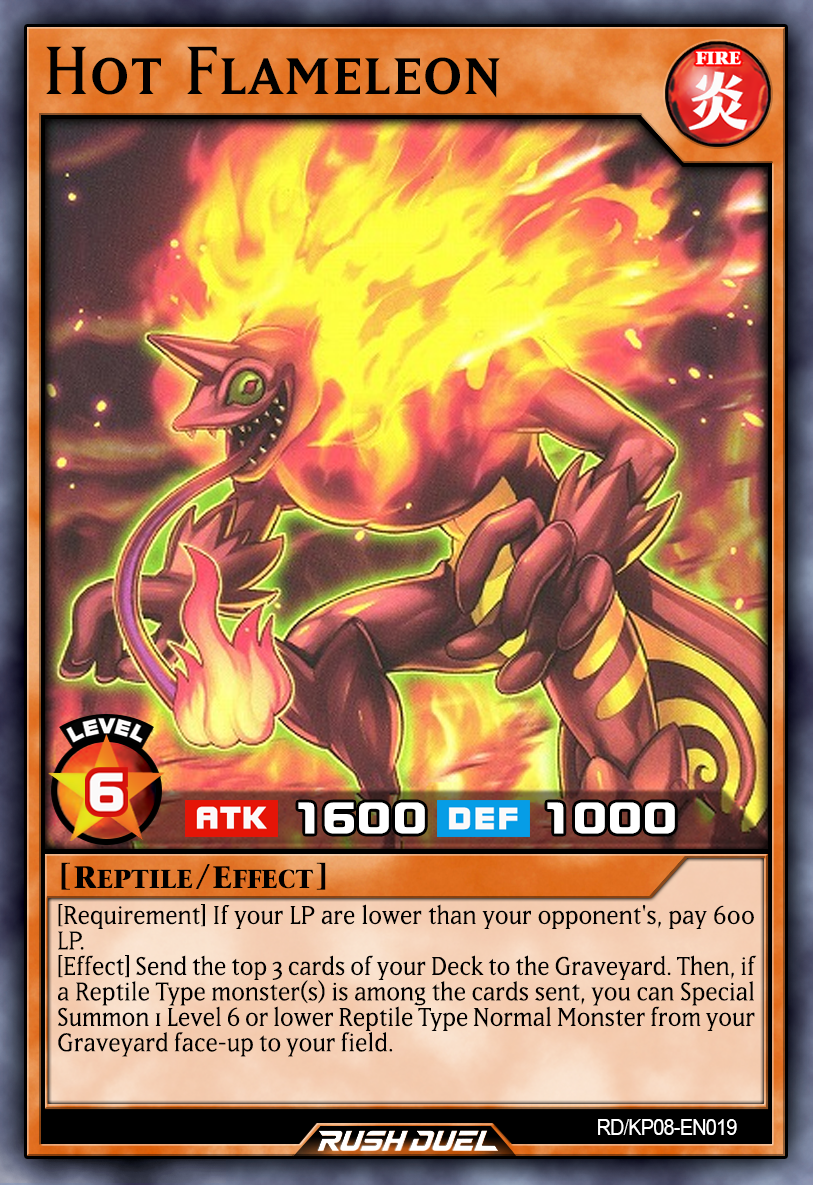 Hot Flameleon
FIRE
炎
LEVEL
6
ATK 1600 DEF 1000
[Reptile/Effect]
[Requirement] If your LP are lower than your opponent's, pay 600
LP.
[Effect] Send the top 3 cards of your Deck to the Graveyard. Then, if
a Reptile Type monster(s) is among the cards sent, you can Special
Summon 1 Level 6 or lower Reptile Type Normal Monster from your
Graveyard face-up to your field.
RD/KP08-EN019
RUSH DUEL